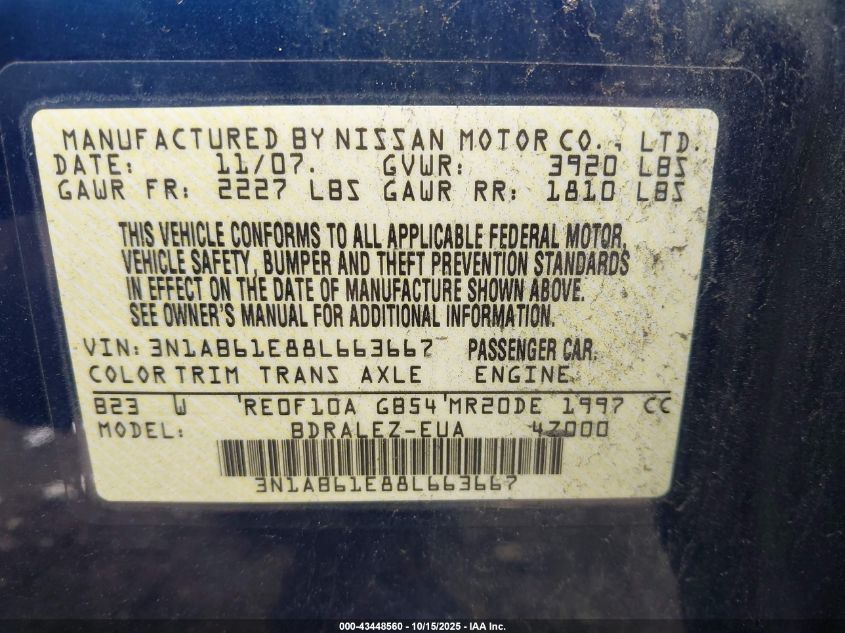 MANUFACTURED BY NISSAN MOTOR CO., LTD.
DATE: 11/07. GVWR: 3920 LBS
GAWR FR: 2227 LBS GAWR RR: 1810 LBS
THIS VEHICLE CONFORMS TO ALL APPLICABLE FEDERAL MOTOR
VEHICLE SAFETY, BUMPER AND THEFT PREVENTION STANDARDS
IN EFFECT ON THE DATE OF MANUFACTURE SHOWN ABOVE.
SEE OWNER'S MANUAL FOR ADDITIONAL INFORMATION.
VIN: 3N1AB61E88L663667 PASSENGER CAR
COLOR TRIM TRANS AXLE ENGINE
B23 W RE0F10A GB54 MR20DE 1997 CC
MODEL: BDRALEZ-EUA 4Z000
3N1AB61E88L663667
000-43448560 - 10/15/2025 - IAA Inc.